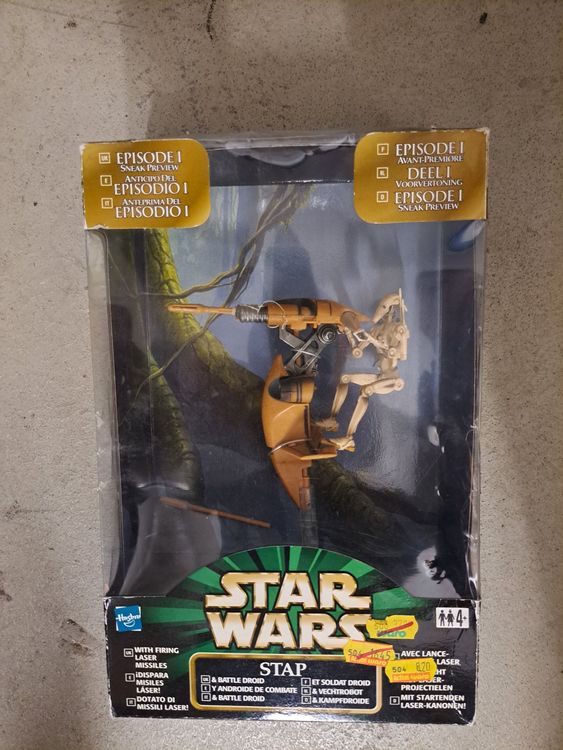 UK EPISODE I
SNEAK PREVIEW
E ANTICIPO DEL
EPISODIO I
IT ANTEPRIMA DEL
EPISODIO I
F EPISODE I
AVANT-PREMIÈRE
NL DEEL I
VOORVERTONING
D EPISODE I
SNEAK PREVIEW
STAR
WARS
Hasbro
4+
STAP
UK WITH FIRING
LASER
MISSILES
E ¡DISPARA
MISILES
LÁSER!
IT DOTATO DI
MISSILI LASER!
UK & BATTLE DROID
E Y ANDROIDE DE COMBATE
IT & BATTLE DROID
F ET SOLDAT DROID
NL & VECHTROBOT
D & KAMPFDROIDE
F AVEC LANCE-
LASER
PROJECTIELEN
D MIT STARTENDEN
LASER-KANONEN!
504
504 820